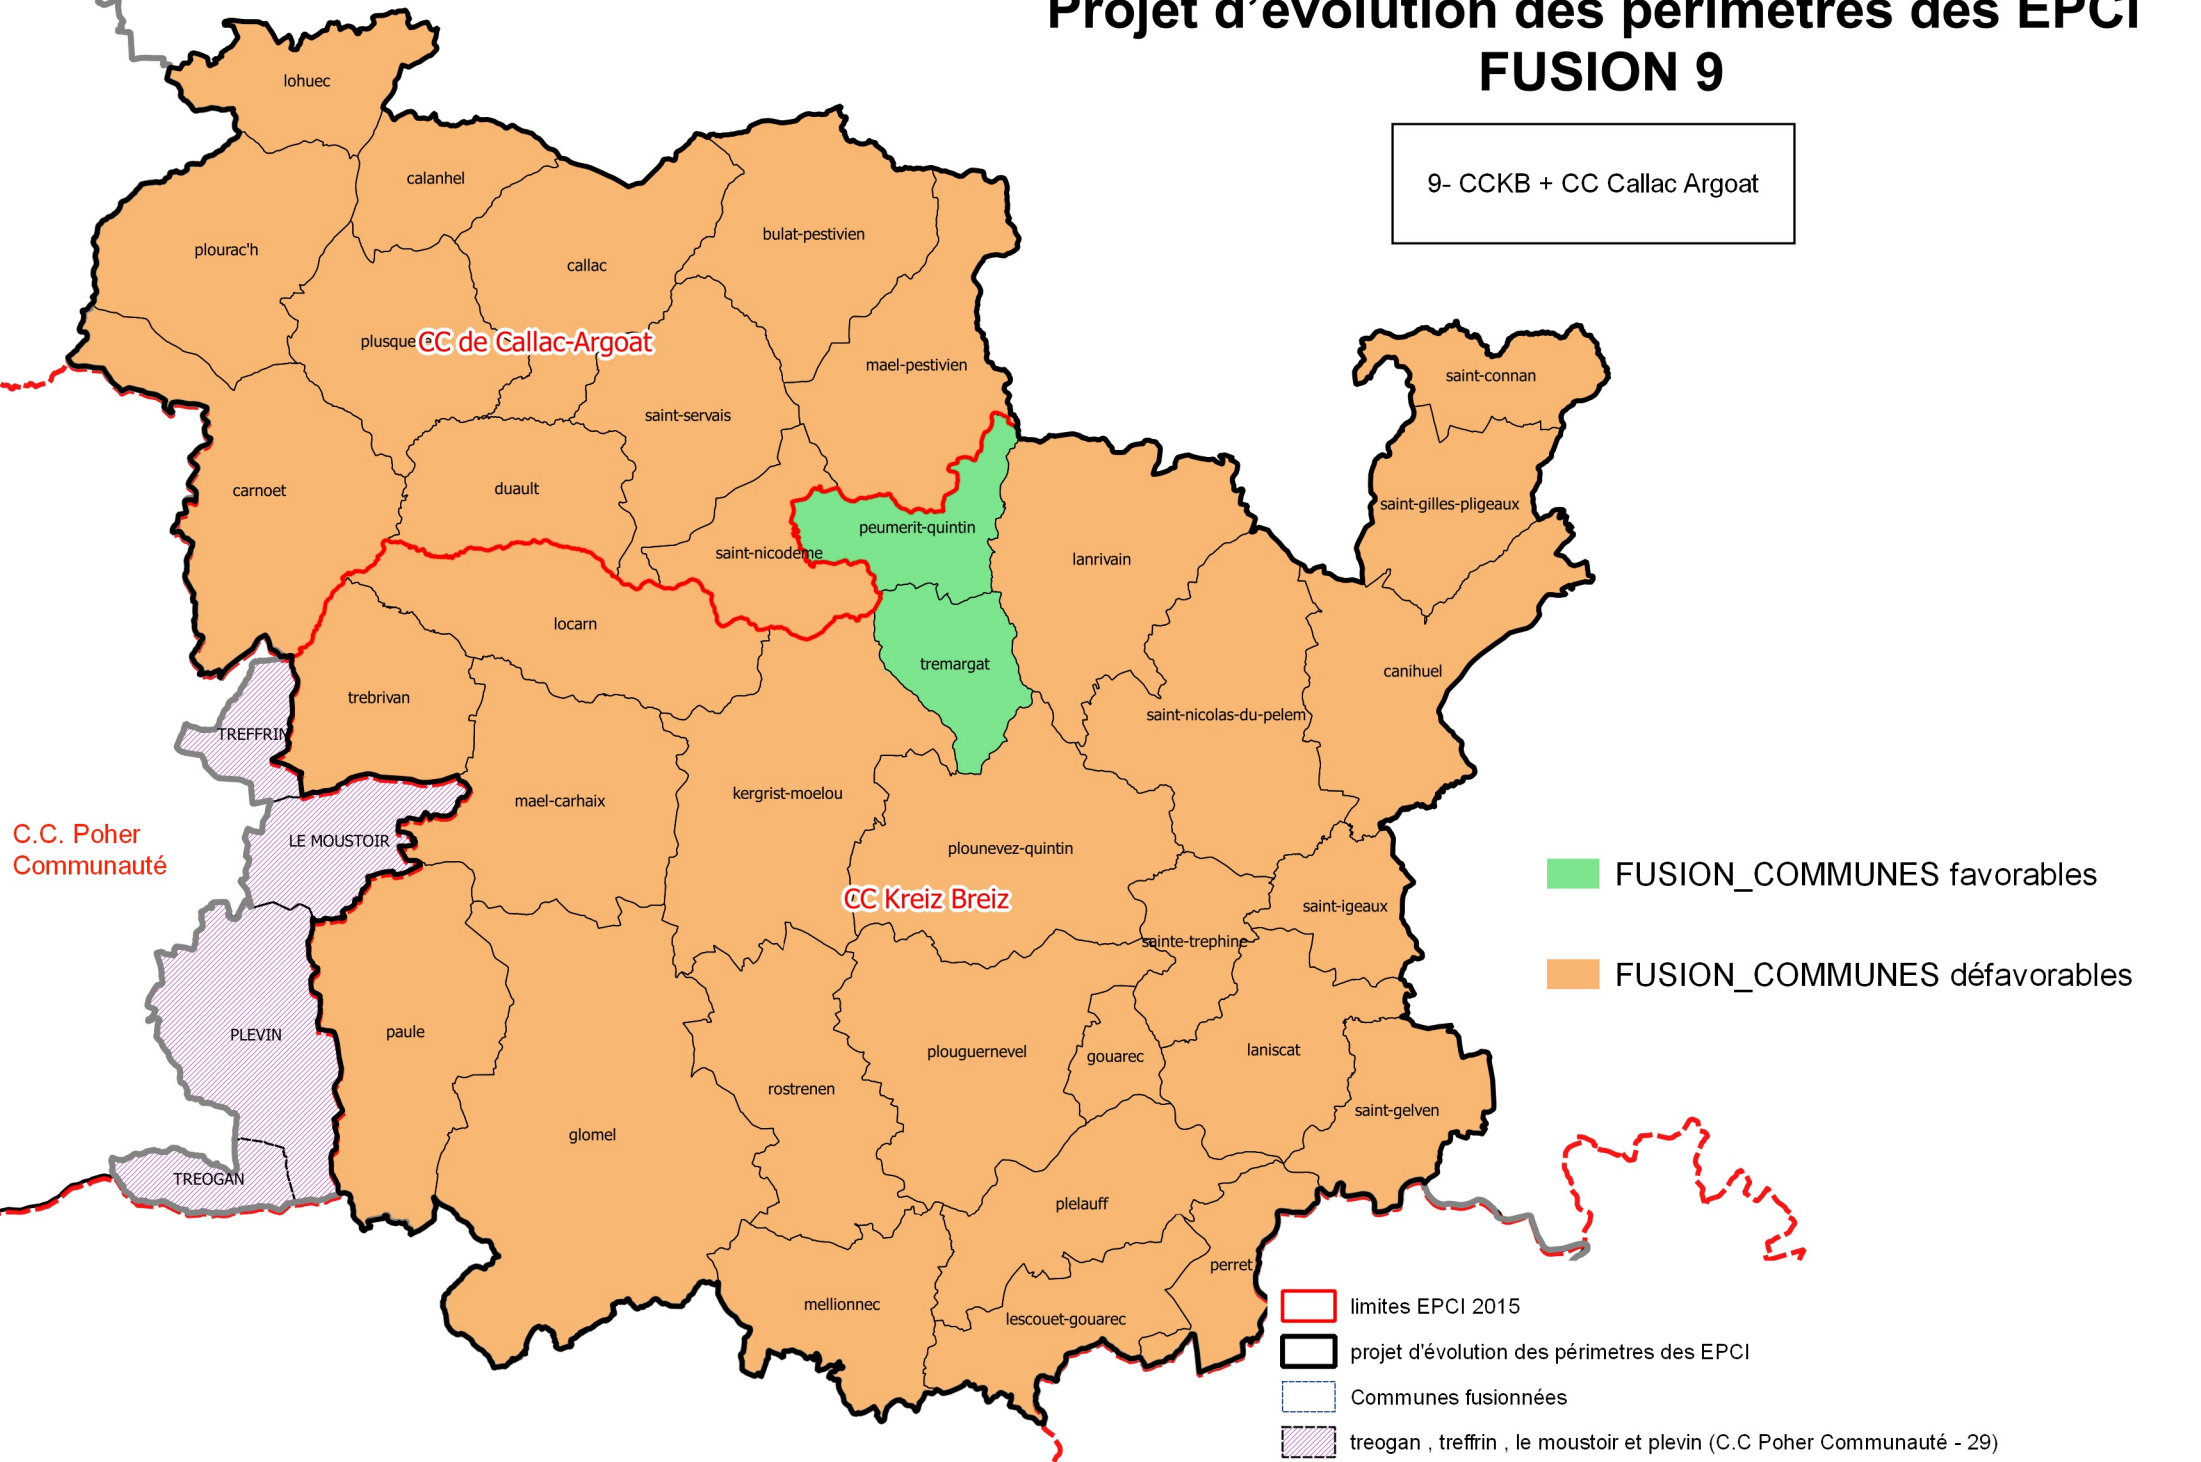 Projet d'évolution des périmètres des EPCI
FUSION 9
9- CCKB + CC Callac Argoat
lohuec
calanhel
plourac'h
callac
bulat-pestivien
plusque
CC de Callac-Argoat
mael-pestivien
saint-connan
saint-servais
carnoet
duault
saint-gilles-pligeaux
peumerit-quintin
saint-nicodeme
lanrivain
locarn
tremargat
canihuel
trebrivan
saint-nicolas-du-pelem
TREFFRIN
mael-carhaix
kergrist-moelou
C.C. Poher
Communauté
LE MOUSTOIR
plounevez-quintin
CC Kreiz Breiz
saint-igeaux
sainte-trephine
FUSION_COMMUNES favorables
FUSION_COMMUNES défavorables
PLEVIN
paule
plouguernevel
gouarec
laniscat
rostrenen
saint-gelven
glomel
TREOGAN
plelauff
perret
mellionnec
lescouet-gouarec
limites EPCI 2015
projet d'évolution des périmetres des EPCI
Communes fusionnées
treogan , treffrin , le moustoir et plevin (C.C Poher Communauté - 29)